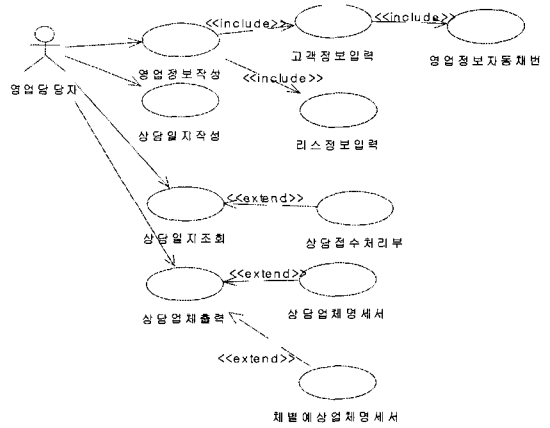 <<include>>
<<include>>
고객정보입력
영업정보자동채번
영업정보작성
<<include>>
영업담당자
상담일지작성
리스정보입력
<<extend>>
상담일지조회
상담접수처리부
<<extend>>
상담업체출력
상담업체명세서
<<extend>>
체별예상업체명세서